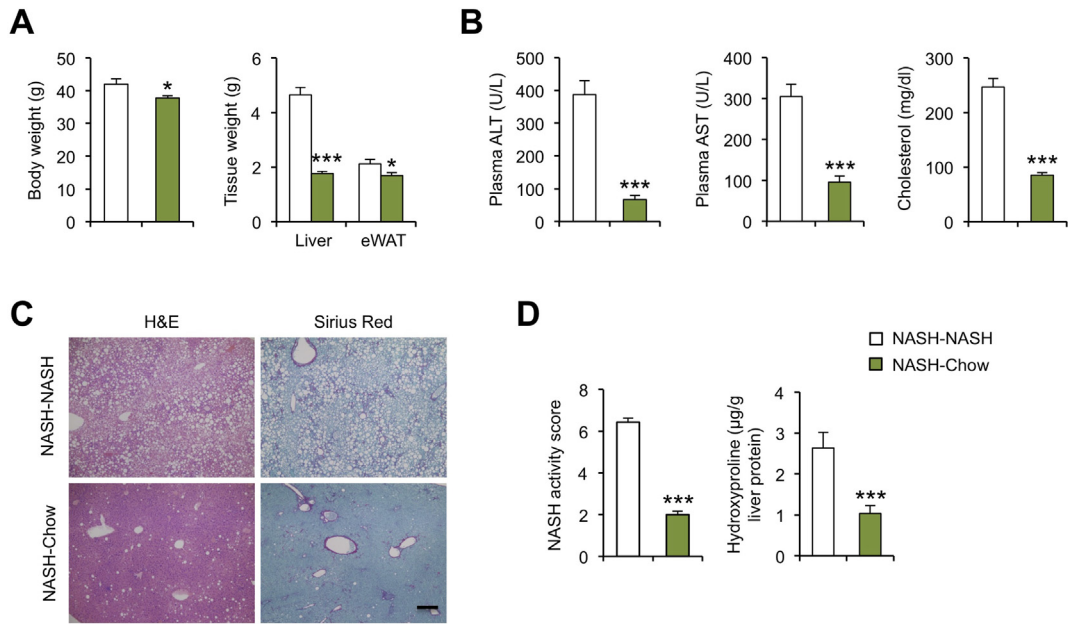 A
Body weight (g)
50
40
30
20
10
0
*
Tissue weight (g)
6
4
2
0
***
*
Liver
eWAT
B
Plasma ALT (U/L)
500
400
300
200
100
0
***
Plasma AST (U/L)
400
300
200
100
0
***
Cholesterol (mg/dl)
300
200
100
0
***
C
H&E
Sirius Red
NASH-NASH
NASH-Chow
D
NASH-NASH
NASH-Chow
NASH activity score
8
6
4
2
0
***
Hydroxyproline (µg/g
liver protein)
4
3
2
1
0
***